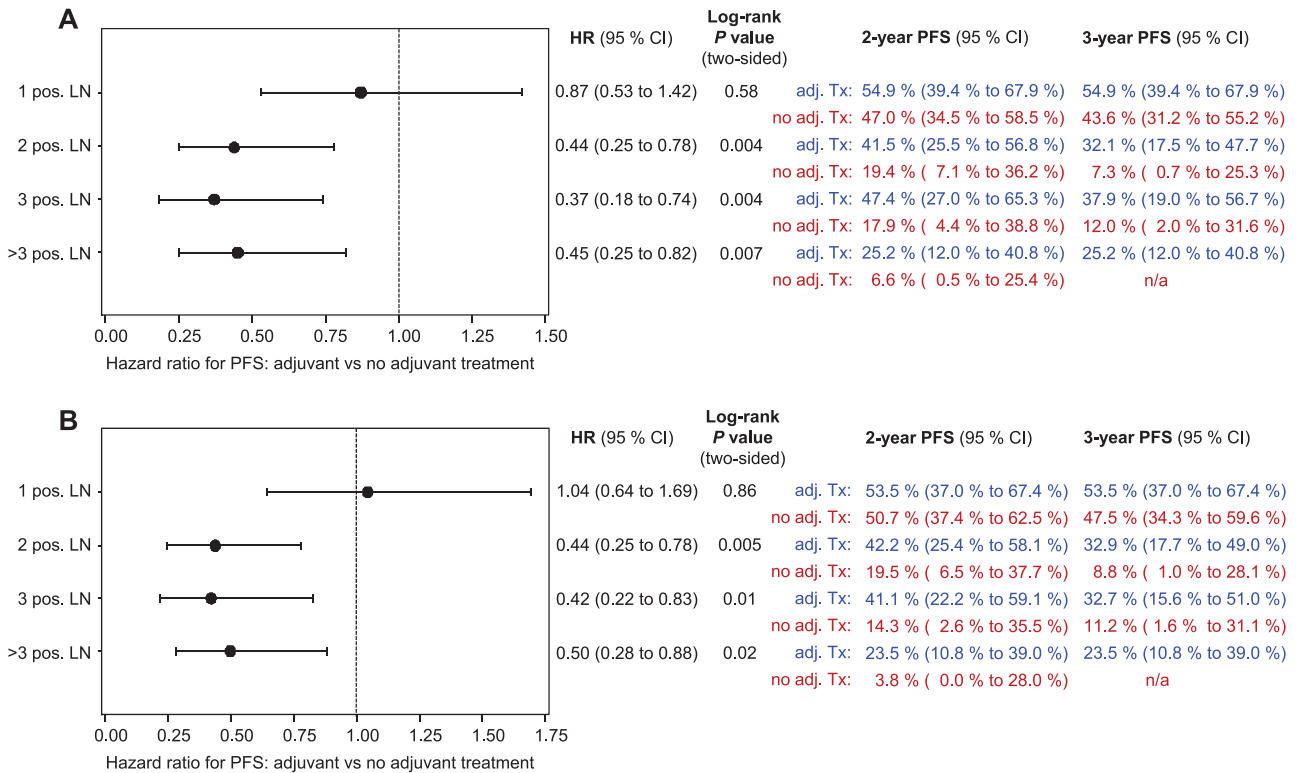 A
HR (95 % CI)
Log-rank
P value
(two-sided)
2-year PFS (95 % CI)
3-year PFS (95 % CI)
1 pos. LN 0.87 (0.53 to 1.42) 0.58 adj. Tx: 54.9 % (39.4 % to 67.9 %) 54.9 % (39.4 % to 67.9 %)
no adj. Tx: 47.0 % (34.5 % to 58.5 %) 43.6 % (31.2 % to 55.2 %)
2 pos. LN 0.44 (0.25 to 0.78) 0.004 adj. Tx: 41.5 % (25.5 % to 56.8 %) 32.1 % (17.5 % to 47.7 %)
no adj. Tx: 19.4 % ( 7.1 % to 36.2 %) 7.3 % ( 0.7 % to 25.3 %)
3 pos. LN 0.37 (0.18 to 0.74) 0.004 adj. Tx: 47.4 % (27.0 % to 65.3 %) 37.9 % (19.0 % to 56.7 %)
no adj. Tx: 17.9 % ( 4.4 % to 38.8 %) 12.0 % ( 2.0 % to 31.6 %)
>3 pos. LN 0.45 (0.25 to 0.82) 0.007 adj. Tx: 25.2 % (12.0 % to 40.8 %) 25.2 % (12.0 % to 40.8 %)
no adj. Tx: 6.6 % ( 0.5 % to 25.4 %) n/a
0.00 0.25 0.50 0.75 1.00 1.25 1.50
Hazard ratio for PFS: adjuvant vs no adjuvant treatment
B
HR (95 % CI)
Log-rank
P value
(two-sided)
2-year PFS (95 % CI)
3-year PFS (95 % CI)
1 pos. LN 1.04 (0.64 to 1.69) 0.86 adj. Tx: 53.5 % (37.0 % to 67.4 %) 53.5 % (37.0 % to 67.4 %)
no adj. Tx: 50.7 % (37.4 % to 62.5 %) 47.5 % (34.3 % to 59.6 %)
2 pos. LN 0.44 (0.25 to 0.78) 0.005 adj. Tx: 42.2 % (25.4 % to 58.1 %) 32.9 % (17.7 % to 49.0 %)
no adj. Tx: 19.5 % ( 6.5 % to 37.7 %) 8.8 % ( 1.0 % to 28.1 %)
3 pos. LN 0.42 (0.22 to 0.83) 0.01 adj. Tx: 41.1 % (22.2 % to 59.1 %) 32.7 % (15.6 % to 51.0 %)
no adj. Tx: 14.3 % ( 2.6 % to 35.5 %) 11.2 % ( 1.6 % to 31.1 %)
>3 pos. LN 0.50 (0.28 to 0.88) 0.02 adj. Tx: 23.5 % (10.8 % to 39.0 %) 23.5 % (10.8 % to 39.0 %)
no adj. Tx: 3.8 % ( 0.0 % to 28.0 %) n/a
0.00 0.25 0.50 0.75 1.00 1.25 1.50 1.75
Hazard ratio for PFS: adjuvant vs no adjuvant treatment